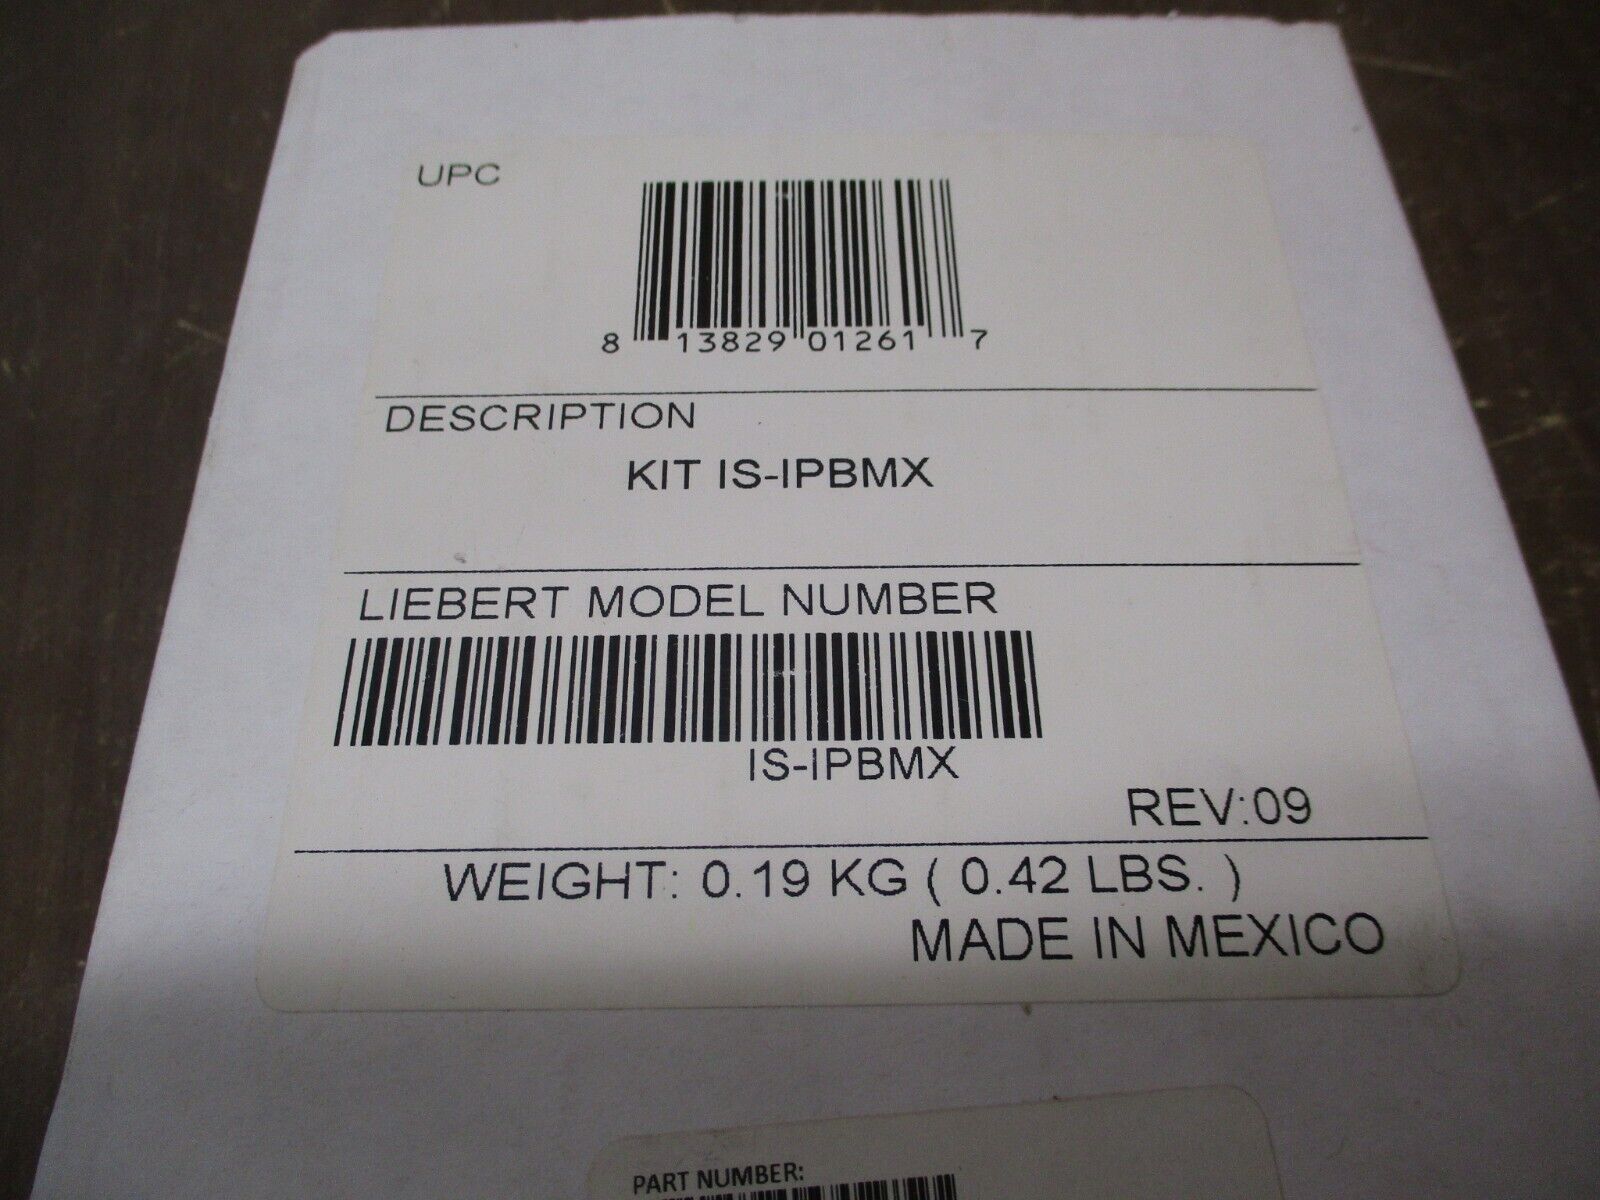 UPC
8 13829 01261 7
DESCRIPTION
KIT IS-IPBMX
LIEBERT MODEL NUMBER
IS-IPBMX
REV:09
WEIGHT: 0.19 KG ( 0.42 LBS. )
MADE IN MEXICO
PART NUMBER: